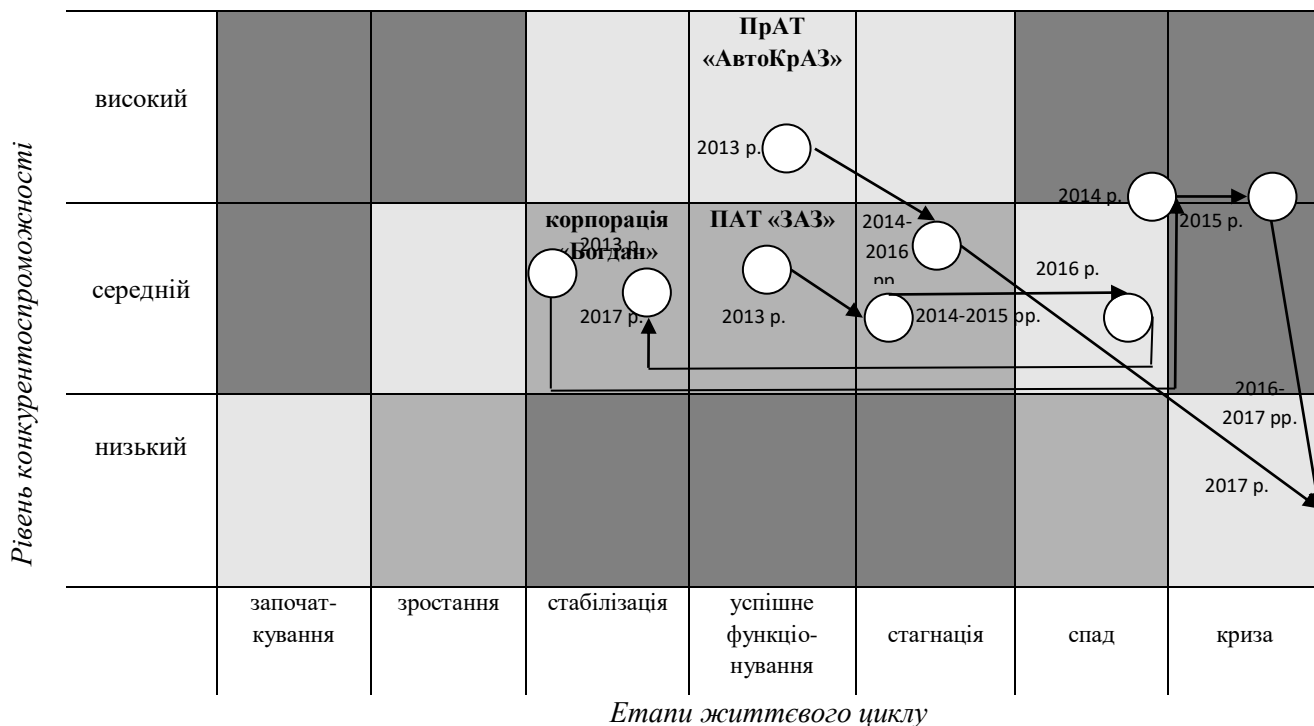 Рівень конкурентоспроможності
високий
середній
низький
ПрАТ
«АвтоКрАЗ»
2013 р.
2014 р.
2015 р.
корпорація
«Богдан»
2013 р.
2017 р.
ПАТ «ЗАЗ»
2013 р.
2014-
2016
рр.
2014-2015 рр.
2016 р.
2016-
2017 рр.
2017 р.
започат-
кування
зростання
стабілізація
успішне
функціо-
нування
стагнація
спад
криза
Етапи життєвого циклу